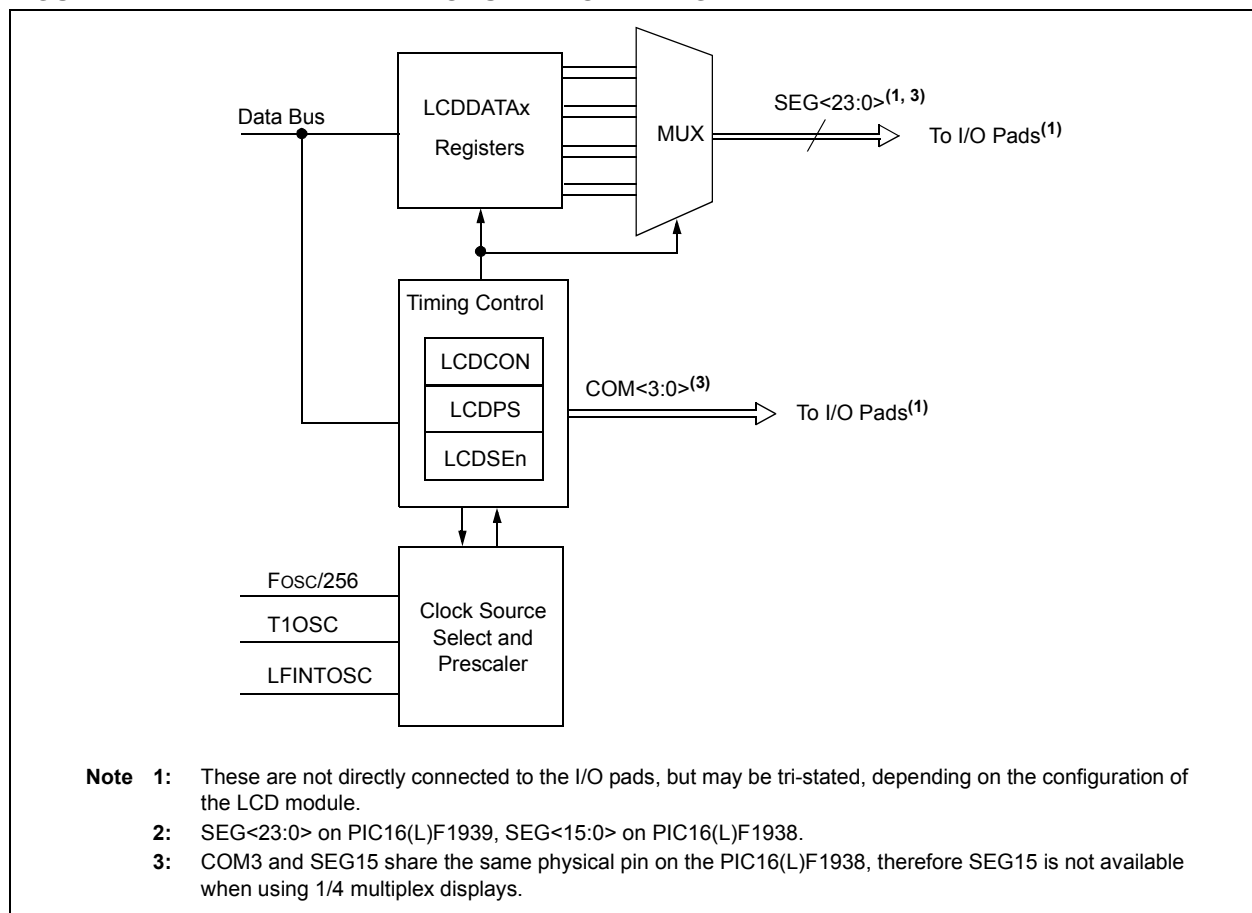 LCDDATAx
Registers
Data Bus
MUX
SEG<23:0>(1, 3)
To I/O Pads(1)
Timing Control
LCDCON
LCDPS
LCDSEn
COM<3:0>(3)
To I/O Pads(1)
FOSC/256
T1OSC
LFINTOSC
Clock Source
Select and
Prescaler
Note 1: These are not directly connected to the I/O pads, but may be tri-stated, depending on the configuration of
the LCD module.
2: SEG<23:0> on PIC16(L)F1939, SEG<15:0> on PIC16(L)F1938.
3: COM3 and SEG15 share the same physical pin on the PIC16(L)F1938, therefore SEG15 is not available
when using 1/4 multiplex displays.